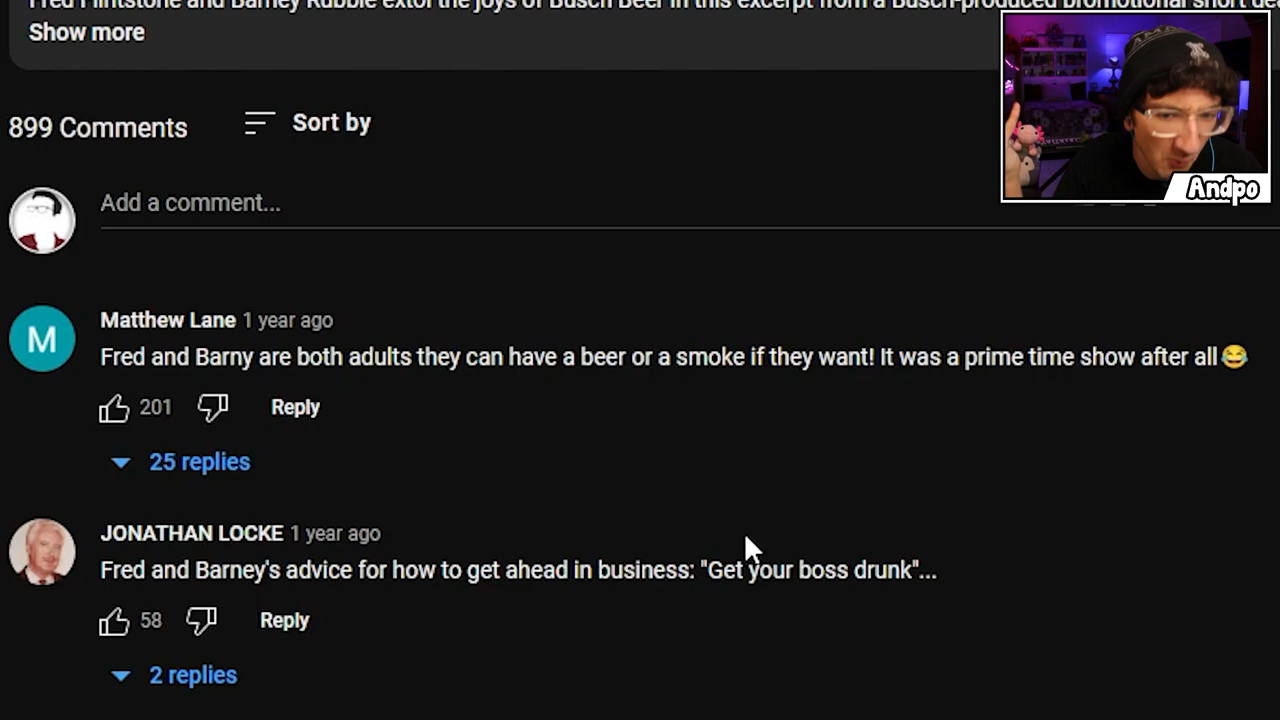 Fred Flintstone and Barney Rubble extol the joys of Busch Beer in this excerpt from a Busch-produced promotional short
Show more
899 Comments
Sort by
Andpo
Add a comment...
Matthew Lane 1 year ago
Fred and Barny are both adults they can have a beer or a smoke if they want! It was a prime time show after all😂
201 Reply
25 replies
JONATHAN LOCKE 1 year ago
Fred and Barney's advice for how to get ahead in business: "Get your boss drunk"...
58 Reply
2 replies
M